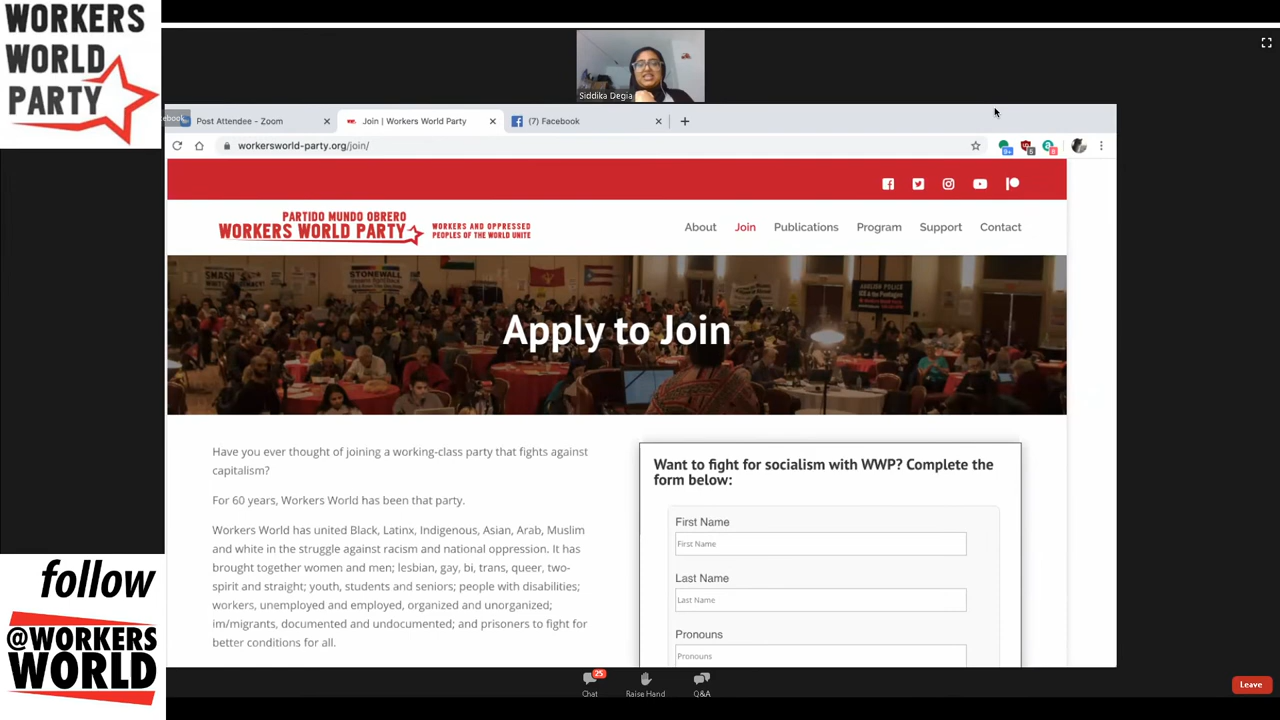 WORKERS
WORLD
PARTY
Siddika Degia
Post Attendee - Zoom
Join | Workers World Party
(7) Facebook
workersworld-party.org/join/
PARTIDO MUNDO OBRERO
WORKERS WORLD PARTY
WORKERS AND OPPRESSED
PEOPLES OF THE WORLD UNITE
About
Join
Publications
Program
Support
Contact
STONEWALL
Apply to Join
Have you ever thought of joining a working-class party that fights against
capitalism?
For 60 years, Workers World has been that party.
Workers World has united Black, Latinx, Indigenous, Asian, Arab, Muslim
and white in the struggle against racism and national oppression. It has
brought together women and men; lesbian, gay, bi, trans, queer, two-
spirit and straight; youth, students and seniors; people with disabilities;
workers, unemployed and employed, organized and unorganized;
im/migrants, documented and undocumented; and prisoners to fight for
better conditions for all.
Want to fight for socialism with WWP? Complete the
form below:
First Name
First Name
Last Name
Last Name
Pronouns
Pronouns
follow
@WORKERS
WORLD
25
Chat
Raise Hand
Q&A
Leave